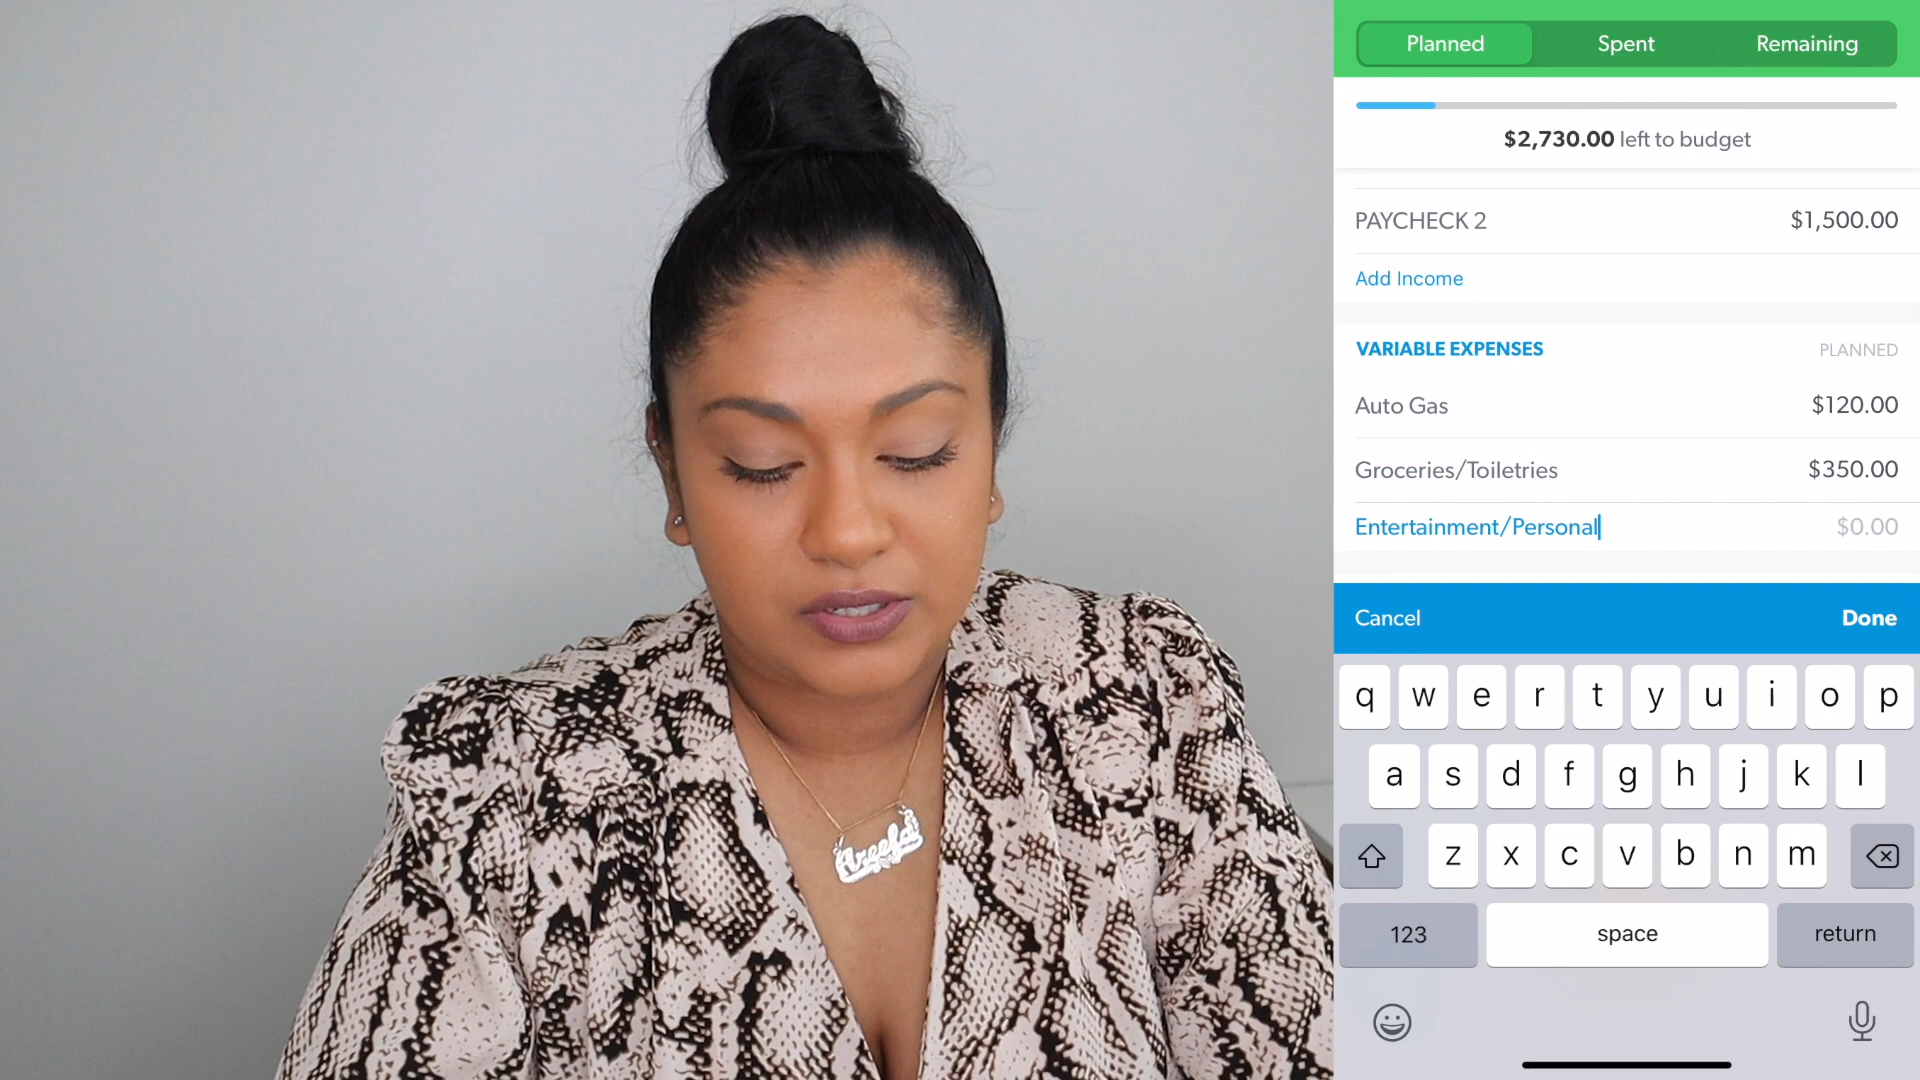 Planned Spent Remaining
$2,730.00 left to budget
PAYCHECK 2 $1,500.00
Add Income
VARIABLE EXPENSES PLANNED
Auto Gas $120.00
Groceries/Toiletries $350.00
Entertainment/Personal $0.00
Cancel Done
q w e r t y u i o p
a s d f g h j k l
z x c v b n m
123 space return
Areefa